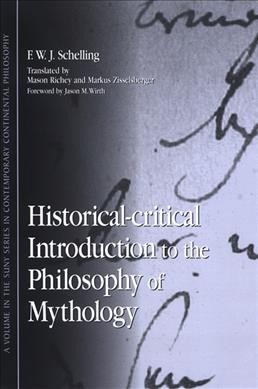 F. W. J. Schelling
Translated by
Mason Richey and Markus Zisselsberger
Foreword by Jason M. Wirth
Historical-critical
Introduction to the
Philosophy of
Mythology
A VOLUME IN THE SUNY SERIES IN CONTEMPORARY CONTINENTAL PHILOSOPHY